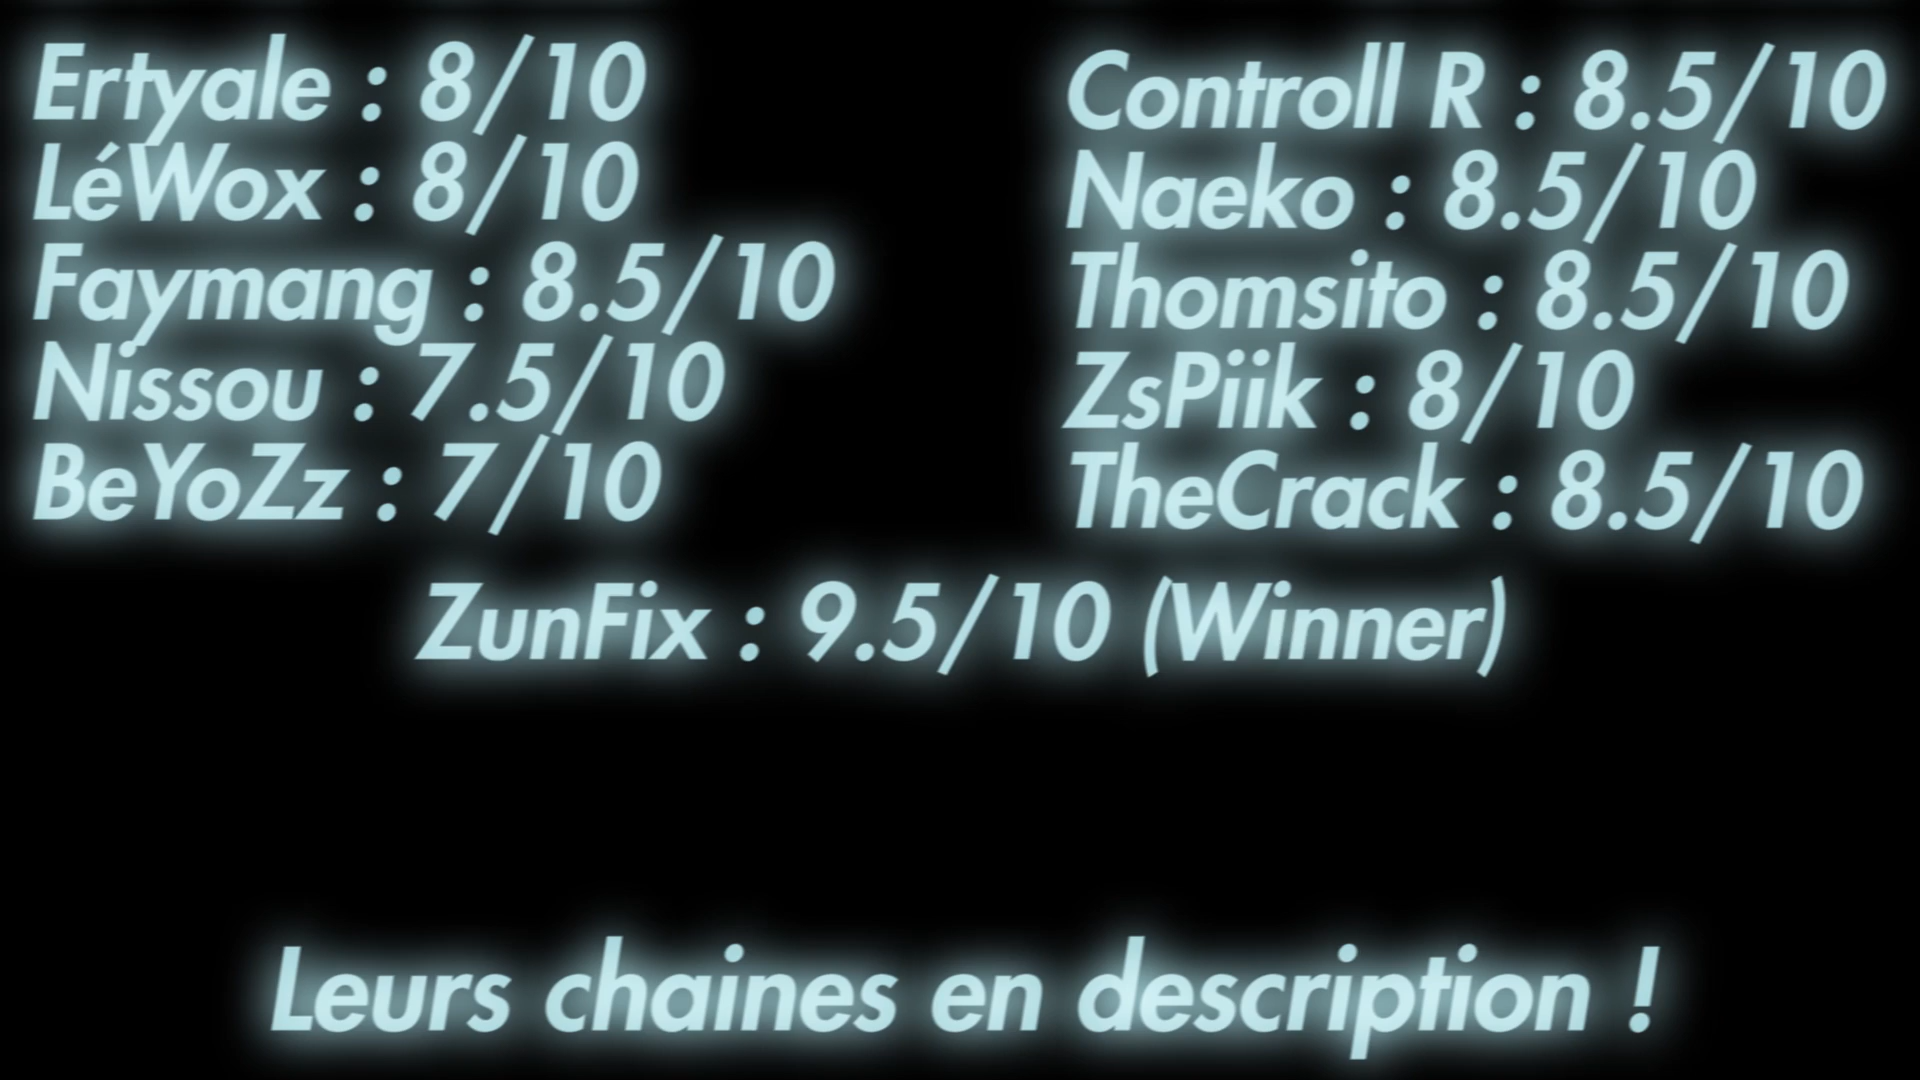 Ertyale : 8/10
LéWox : 8/10
Faymang : 8.5/10
Nissou : 7.5/10
BeYoZz : 7/10
Controll R : 8.5/10
Naeko : 8.5/10
Thomsito : 8.5/10
ZsPiik : 8/10
TheCrack : 8.5/10
ZunFix : 9.5/10 (Winner)
Leurs chaines en description !